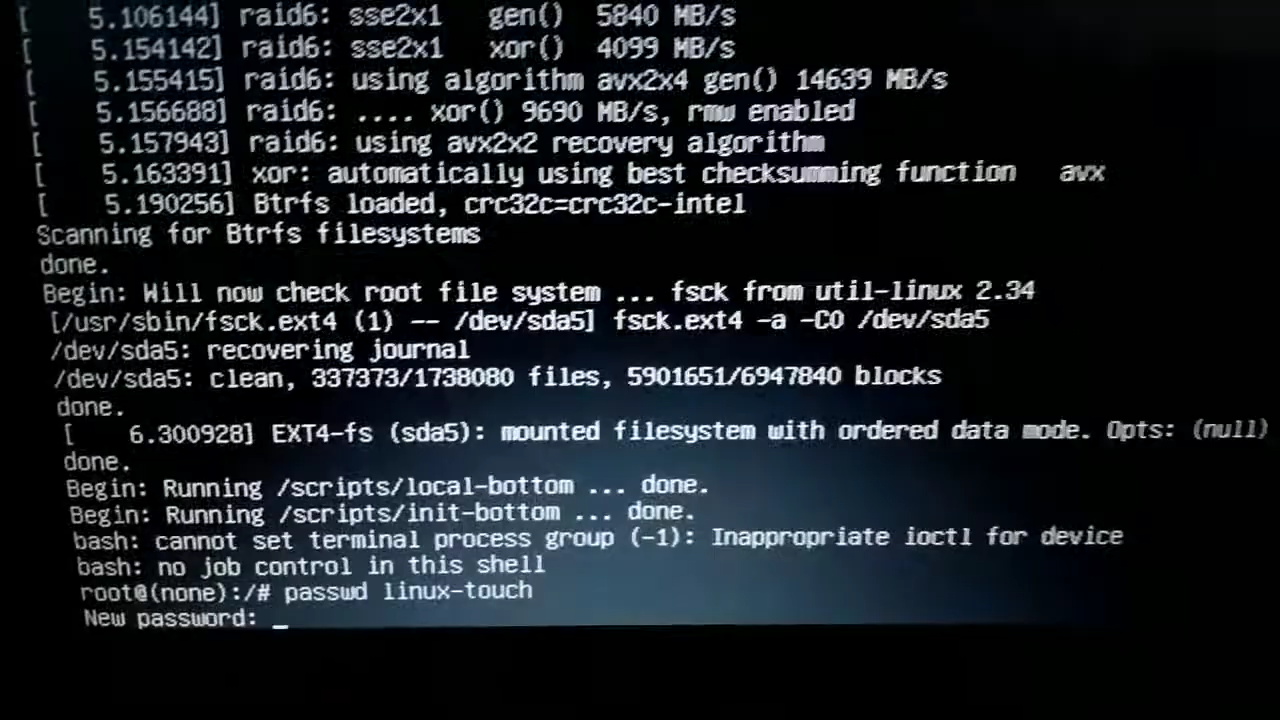 [    5.106144] raid6: sse2x1   gen()  5840 MB/s
[    5.154142] raid6: sse2x1   xor()  4099 MB/s
[    5.155415] raid6: using algorithm avx2x4 gen() 14639 MB/s
[    5.156688] raid6: .... xor() 9690 MB/s, rmw enabled
[    5.157943] raid6: using avx2x2 recovery algorithm
[    5.163391] xor: automatically using best checksumming function   avx
[    5.190256] Btrfs loaded, crc32c=crc32c-intel
Scanning for Btrfs filesystems
done.
Begin: Will now check root file system ... fsck from util-linux 2.34
[/usr/sbin/fsck.ext4 (1) -- /dev/sda5] fsck.ext4 -a -C0 /dev/sda5
/dev/sda5: recovering journal
/dev/sda5: clean, 337373/1738080 files, 5901651/6947840 blocks
done.
[    6.300928] EXT4-fs (sda5): mounted filesystem with ordered data mode. Opts: (null)
done.
Begin: Running /scripts/local-bottom ... done.
Begin: Running /scripts/init-bottom ... done.
bash: cannot set terminal process group (-1): Inappropriate ioctl for device
bash: no job control in this shell
root@(none):/# passwd linux-touch
New password: _